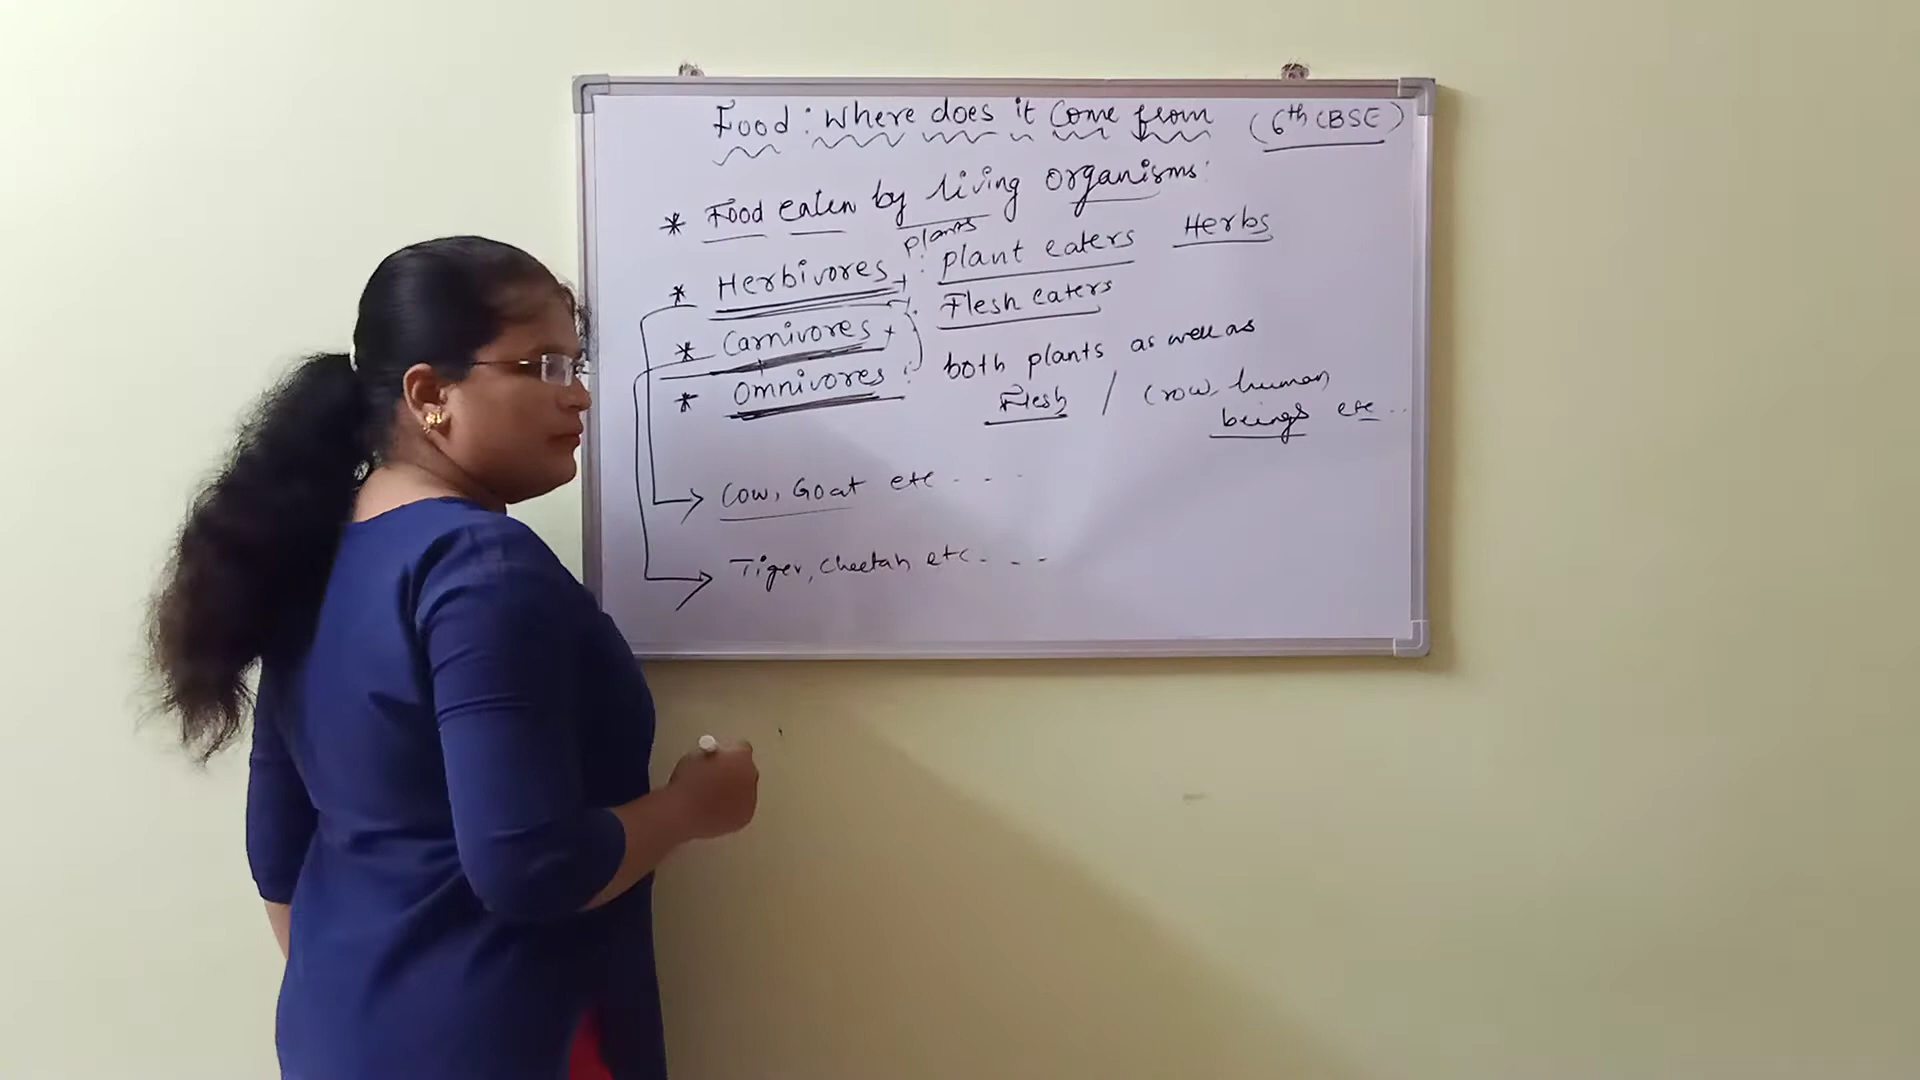 Food: Where does it Come from (6th CBSE)
* Food eaten by living organisms:
plants
* Herbivores : plant eaters Herbs
* Carnivores : Flesh eaters
* Omnivores : both plants as well as
Flesh / Crow, human
beings etc..
Cow, Goat etc - - -
Tiger, Cheetah etc - - -